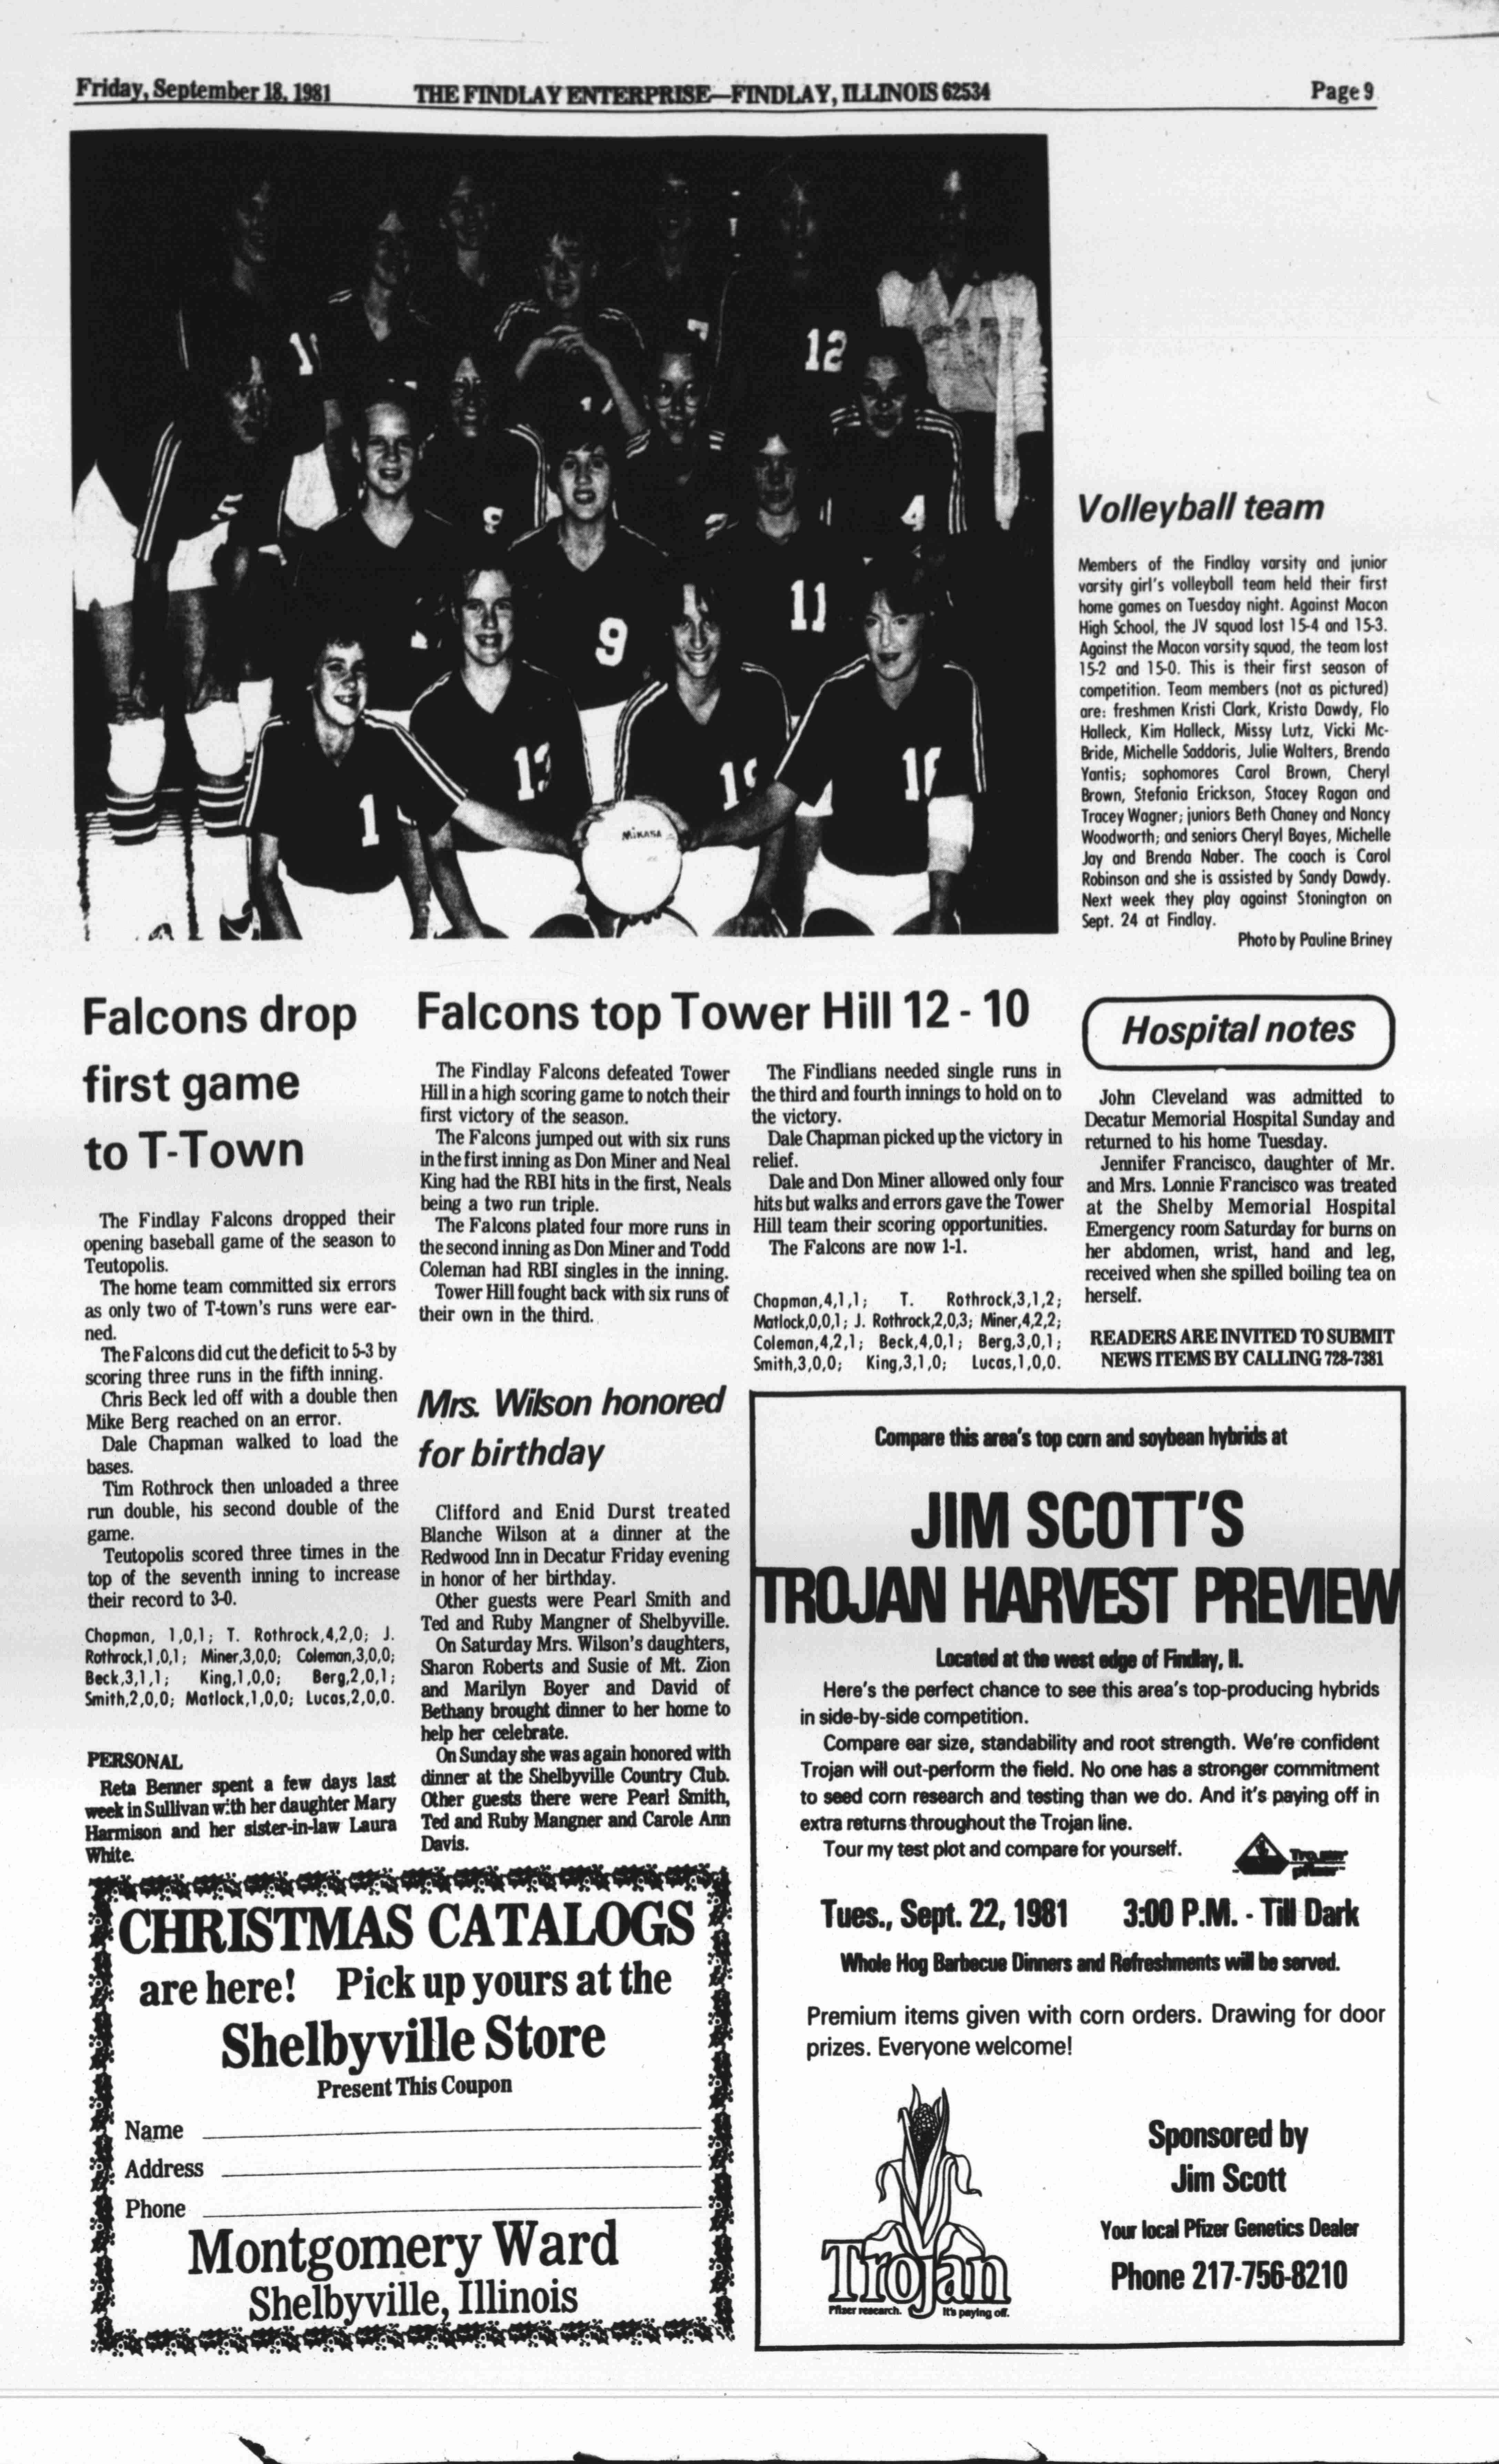 Friday, September 18, 1981
THE FINDLAY ENTERPRISE—FINDLAY, ILLINOIS 62534
Page 9
12
4
11
9
13
1
MIKASA
Volleyball team
Members of the Findlay varsity and junior
varsity girl's volleyball team held their first
home games on Tuesday night. Against Macon
High School, the JV squad lost 15-4 and 15-3.
Against the Macon varsity squad, the team lost
15-2 and 15-0. This is their first season of
competition. Team members (not as pictured)
are: freshmen Kristi Clark, Krista Dawdy, Flo
Halleck, Kim Halleck, Missy Lutz, Vicki Mc-
Bride, Michelle Saddoris, Julie Walters, Brenda
Yantis; sophomores Carol Brown, Cheryl
Brown, Stefania Erickson, Stacey Ragan and
Tracey Wagner; juniors Beth Chaney and Nancy
Woodworth; and seniors Cheryl Bayes, Michelle
Jay and Brenda Naber. The coach is Carol
Robinson and she is assisted by Sandy Dawdy.
Next week they play against Stonington on
Sept. 24 at Findlay.
Photo by Pauline Briney
Falcons drop
first game
to T-Town
The Findlay Falcons dropped their
opening baseball game of the season to
Teutopolis.
The home team committed six errors
as only two of T-town's runs were ear-
ned.
The Falcons did cut the deficit to 5-3 by
scoring three runs in the fifth inning.
Chris Beck led off with a double then
Mike Berg reached on an error.
Dale Chapman walked to load the
bases.
Tim Rothrock then unloaded a three
run double, his second double of the
game.
Teutopolis scored three times in the
top of the seventh inning to increase
their record to 3-0.
Chapman, 1,0,1; T. Rothrock,4,2,0; J.
Rothrock,1,0,1; Miner,3,0,0; Coleman,3,0,0;
Beck,3,1,1; King,1,0,0; Berg,2,0,1;
Smith,2,0,0; Matlock,1,0,0; Lucas,2,0,0.
PERSONAL
Reta Benner spent a few days last
week in Sullivan with her daughter Mary
Harmison and her sister-in-law Laura
White.
Falcons top Tower Hill 12 - 10
The Findlay Falcons defeated Tower
Hill in a high scoring game to notch their
first victory of the season.
The Falcons jumped out with six runs
in the first inning as Don Miner and Neal
King had the RBI hits in the first, Neals
being a two run triple.
The Falcons plated four more runs in
the second inning as Don Miner and Todd
Coleman had RBI singles in the inning.
Tower Hill fought back with six runs of
their own in the third.
The Findlians needed single runs in
the third and fourth innings to hold on to
the victory.
Dale Chapman picked up the victory in
relief.
Dale and Don Miner allowed only four
hits but walks and errors gave the Tower
Hill team their scoring opportunities.
The Falcons are now 1-1.
Chapman,4,1,1; T. Rothrock,3,1,2;
Matlock,0,0,1; J. Rothrock,2,0,3; Miner,4,2,2;
Coleman,4,2,1; Beck,4,0,1; Berg,3,0,1;
Smith,3,0,0; King,3,1,0; Lucas,1,0,0.
Mrs. Wilson honored
for birthday
Clifford and Enid Durst treated
Blanche Wilson at a dinner at the
Redwood Inn in Decatur Friday evening
in honor of her birthday.
Other guests were Pearl Smith and
Ted and Ruby Mangner of Shelbyville.
On Saturday Mrs. Wilson's daughters,
Sharon Roberts and Susie of Mt. Zion
and Marilyn Boyer and David of
Bethany brought dinner to her home to
help her celebrate.
On Sunday she was again honored with
dinner at the Shelbyville Country Club.
Other guests there were Pearl Smith,
Ted and Ruby Mangner and Carole Ann
Davis.
Hospital notes
John Cleveland was admitted to
Decatur Memorial Hospital Sunday and
returned to his home Tuesday.
Jennifer Francisco, daughter of Mr.
and Mrs. Lonnie Francisco was treated
at the Shelby Memorial Hospital
Emergency room Saturday for burns on
her abdomen, wrist, hand and leg,
received when she spilled boiling tea on
herself.
READERS ARE INVITED TO SUBMIT
NEWS ITEMS BY CALLING 728-7381
CHRISTMAS CATALOGS
are here! Pick up yours at the
Shelbyville Store
Present This Coupon
Name
Address
Phone
Montgomery Ward
Shelbyville, Illinois
Compare this area's top corn and soybean hybrids at
JIM SCOTT'S
TROJAN HARVEST PREVIEW
Located at the west edge of Findlay, Il.
Here's the perfect chance to see this area's top-producing hybrids
in side-by-side competition.
Compare ear size, standability and root strength. We're confident
Trojan will out-perform the field. No one has a stronger commitment
to seed corn research and testing than we do. And it's paying off in
extra returns throughout the Trojan line.
Tour my test plot and compare for yourself.
Tues., Sept. 22, 1981 3:00 P.M. - Till Dark
Whole Hog Barbecue Dinners and Refreshments will be served.
Premium items given with corn orders. Drawing for door
prizes. Everyone welcome!
Trojan
Pfizer research. It's paying off.
Sponsored by
Jim Scott
Your local Pfizer Genetics Dealer
Phone 217-756-8210